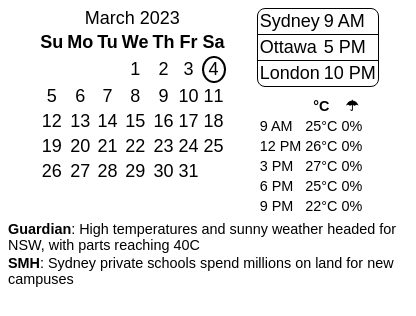 March 2023
Su Mo Tu We Th Fr Sa
1 2 3 4
5 6 7 8 9 10 11
12 13 14 15 16 17 18
19 20 21 22 23 24 25
26 27 28 29 30 31
Sydney 9 AM
Ottawa 5 PM
London 10 PM
°C ☂
9 AM 25°C 0%
12 PM 26°C 0%
3 PM 27°C 0%
6 PM 25°C 0%
9 PM 22°C 0%
Guardian: High temperatures and sunny weather headed for
NSW, with parts reaching 40C
SMH: Sydney private schools spend millions on land for new
campuses